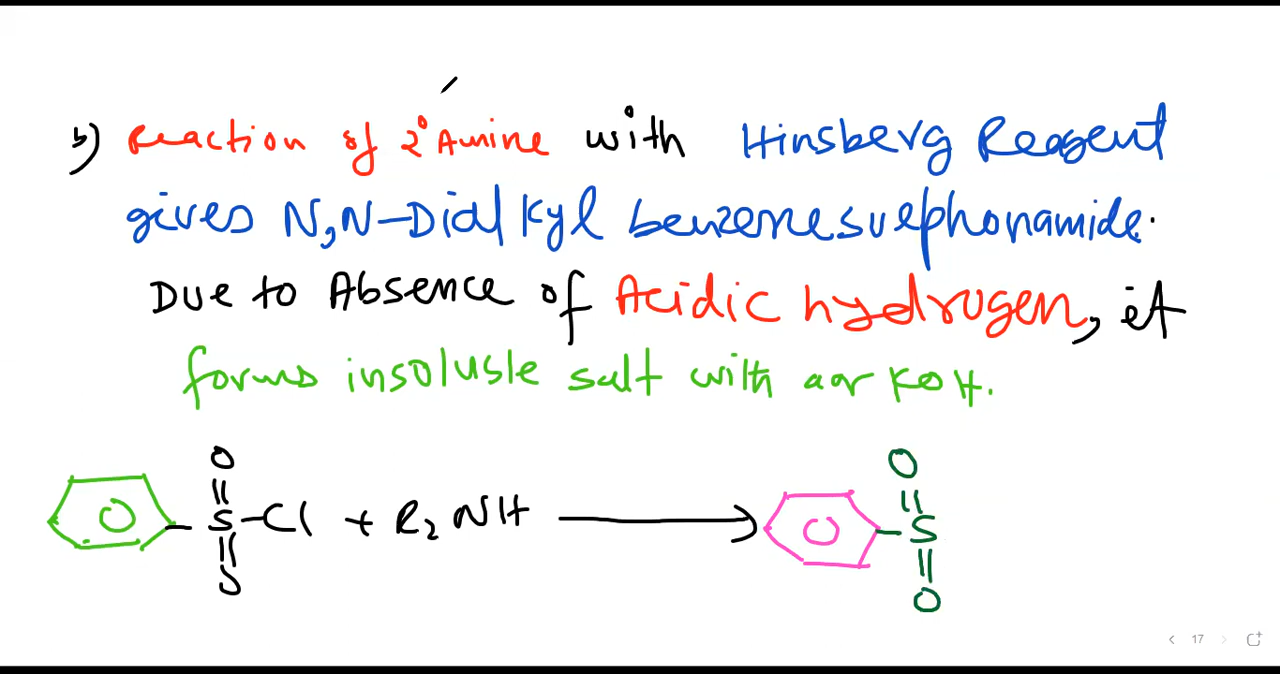 b) Reaction of 2° Amine with Hinsberg Reagent
gives N,N-Dialkyl benzenesulphonamide.
Due to Absence of Acidic hydrogen, it
forms insoluble salt with aq KOH.
O O
S-Cl + R2NH S
S O
17